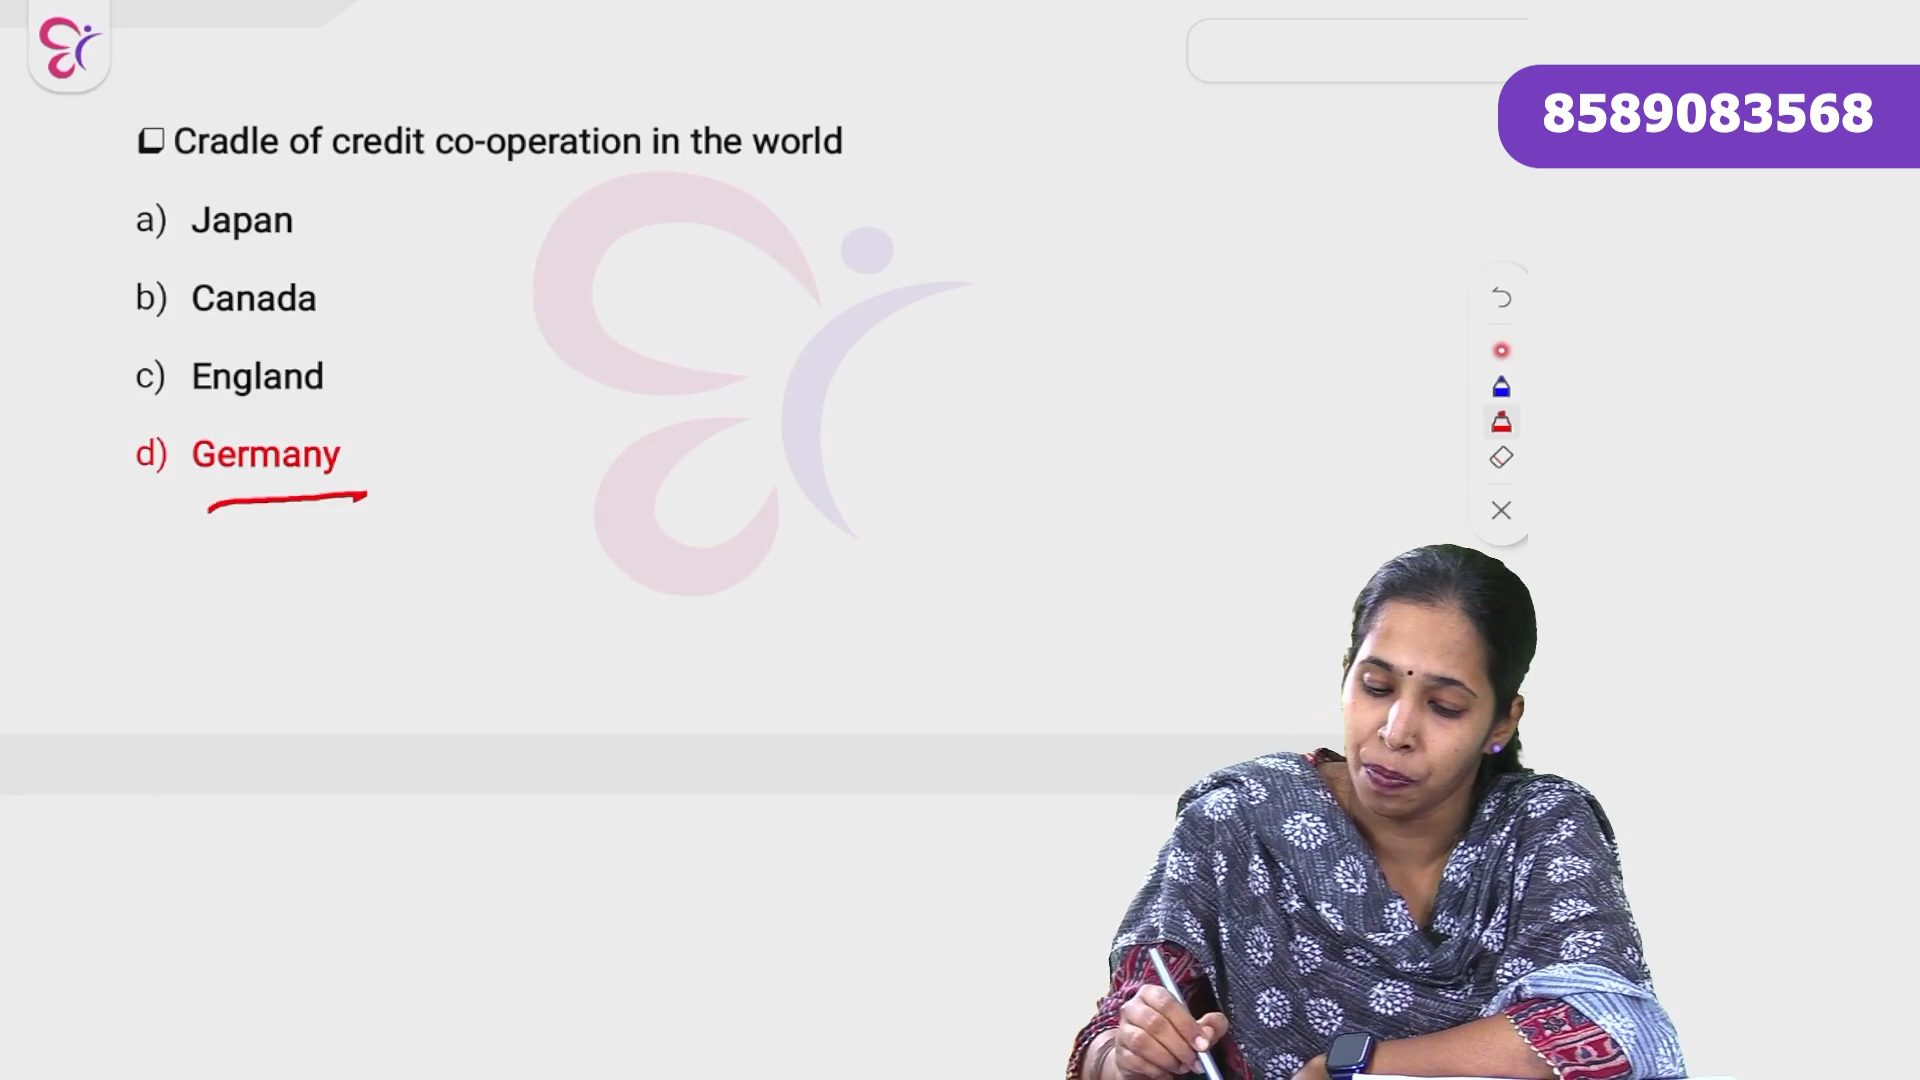 8589083568
❑ Cradle of credit co-operation in the world
a) Japan
b) Canada
c) England
d) Germany